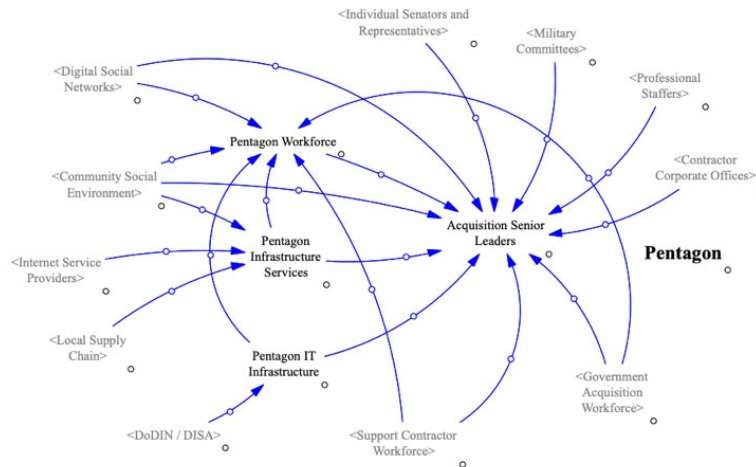 <Individual Senators and
Representatives>
<Military
Committees>
<Digital Social
Networks>
<Professional
Staffers>
Pentagon Workforce
<Contractor
Corporate Offices>
<Community Social
Environment>
Acquisition Senior
Leaders
Pentagon
Infrastructure
Services
Pentagon
<Internet Service
Providers>
<Local Supply
Chain>
Pentagon IT
Infrastructure
<Government
Acquisition
Workforce>
<DoDIN / DISA>
<Support Contractor
Workforce>